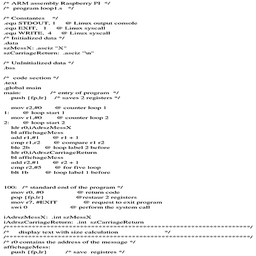 /* ARM assembly Raspberry PI */
/* program loop1.s */
/* Constantes */
.equ STDOUT, 1 @ Linux output console
.equ EXIT, 1 @ Linux syscall
.equ WRITE, 4 @ Linux syscall
/* Initialized data */
.data
szMessX: .asciz "X"
szCarriageReturn: .asciz "\n"
/* UnInitialized data */
.bss
/* code section */
.text
.global main
main: /* entry of program */
push {fp,lr} /* saves 2 registers */
mov r2,#0 @ counter loop 1
1: @ loop start 1
mov r1,#0 @ counter loop 2
2: @ loop start 2
ldr r0,iAdrszMessX
bl affichageMess
add r1,#1 @ r1 + 1
cmp r1,r2 @ compare r1 r2
ble 2b @ loop label 2 before
ldr r0,iAdrszCarriageReturn
bl affichageMess
add r2,#1 @ r2 + 1
cmp r2,#5 @ for five loop
blt 1b @ loop label 1 before
100: /* standard end of the program */
mov r0, #0 @ return code
pop {fp,lr} @restaur 2 registers
mov r7, #EXIT @ request to exit program
swi 0 @ perform the system call
iAdrszMessX: .int szMessX
iAdrszCarriageReturn: .int szCarriageReturn
/******************************************************************/
/* display text with size calculation */
/******************************************************************/
/* r0 contains the address of the message */
affichageMess:
push {fp,lr} /* save registres */